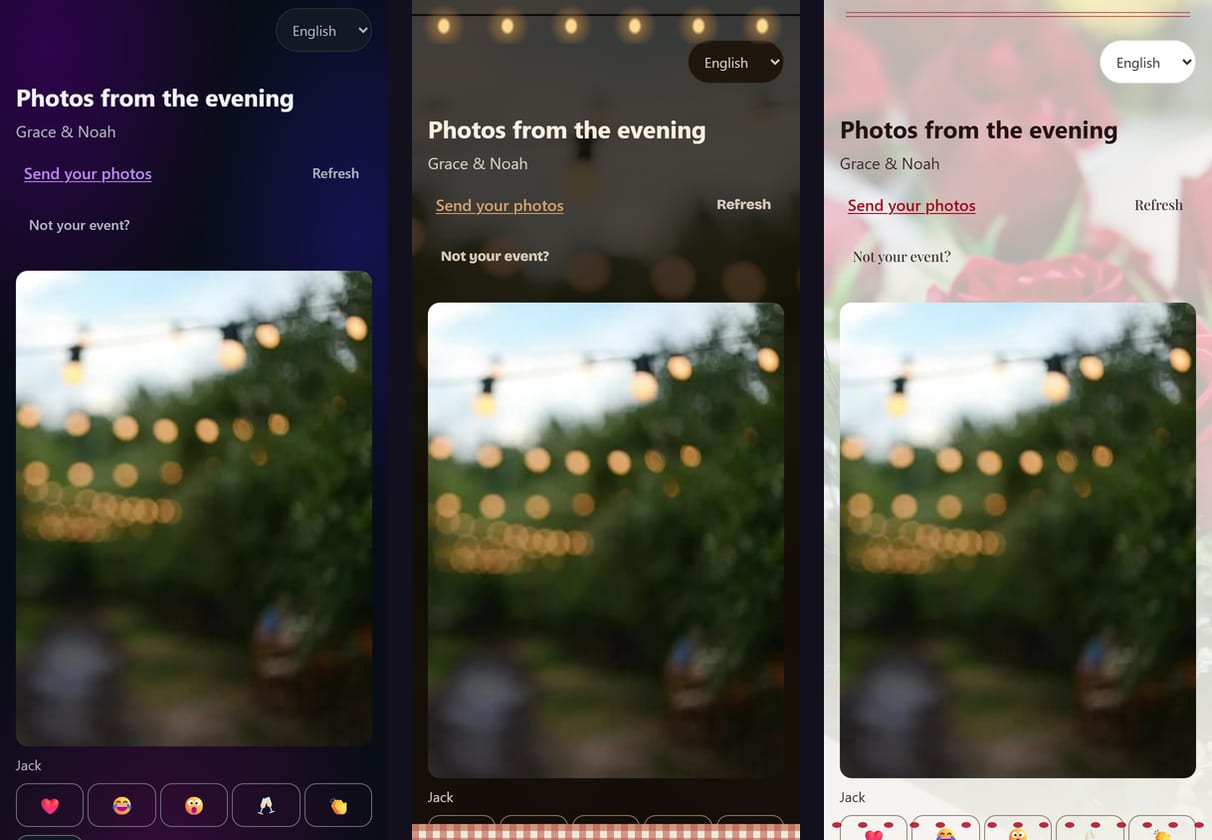 English
Photos from the evening
Grace & Noah
Send your photos
Refresh
Not your event?
Jack
English
Photos from the evening
Grace & Noah
Send your photos
Refresh
Not your event?
Jack
English
Photos from the evening
Grace & Noah
Send your photos
Refresh
Not your event?
Jack